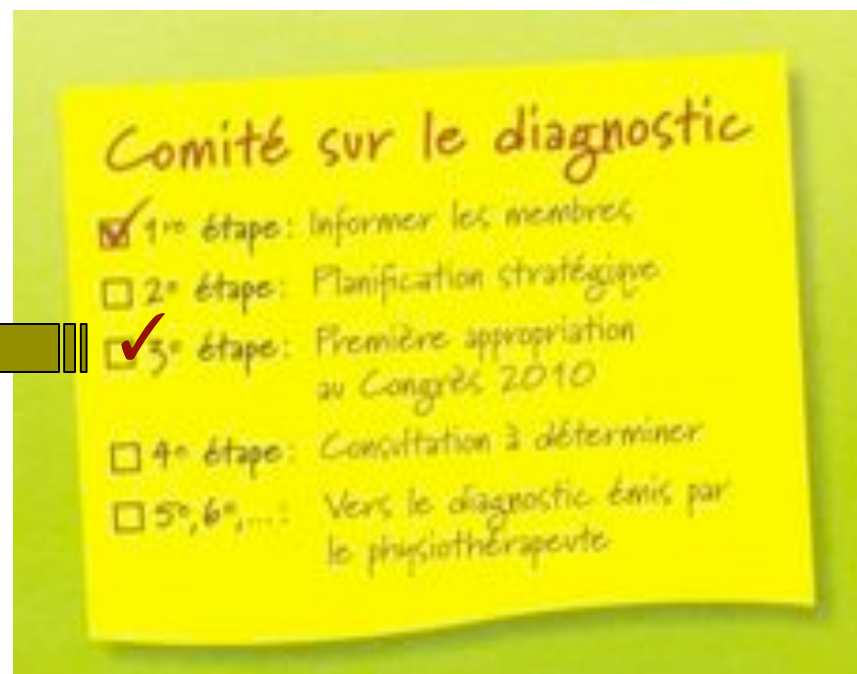 Comité sur le diagnostic
1re étape: Informer les membres
2e étape: Planification stratégique
3e étape: Première appropriation
au Congrès 2010
4e étape: Consultation à déterminer
5e, 6e, ...: Vers le diagnostic émis par
le physiothérapeute